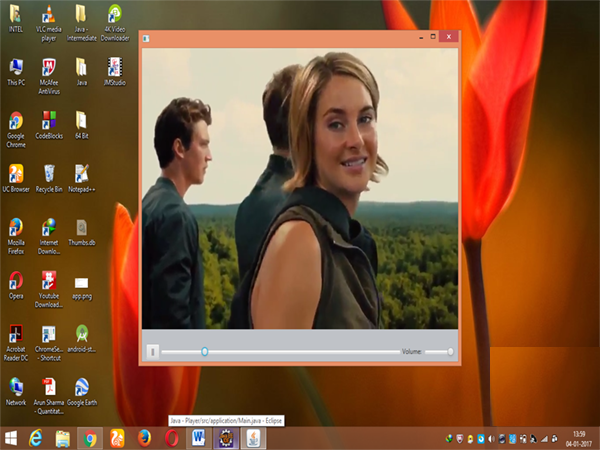 INTEL
VLC media
player
Java -
Intermediate
4K Video
Downloader
This PC
McAfee
AntiVirus
Java
JMStudio
Google
Chrome
CodeBlocks
64 Bit
UC Browser
Recycle Bin
Notepad++
Mozilla
Firefox
Internet
Downlo...
Thumbs.db
Opera
Youtube
Download...
app.png
Acrobat
Reader DC
ChromeSe...
- Shortcut
android-st...
Network
Arun.Sharma
- Quantitat...
Google Earth
Volume:
Java - Player/src/application/Main.java - Eclipse
13:59
04-01-2017